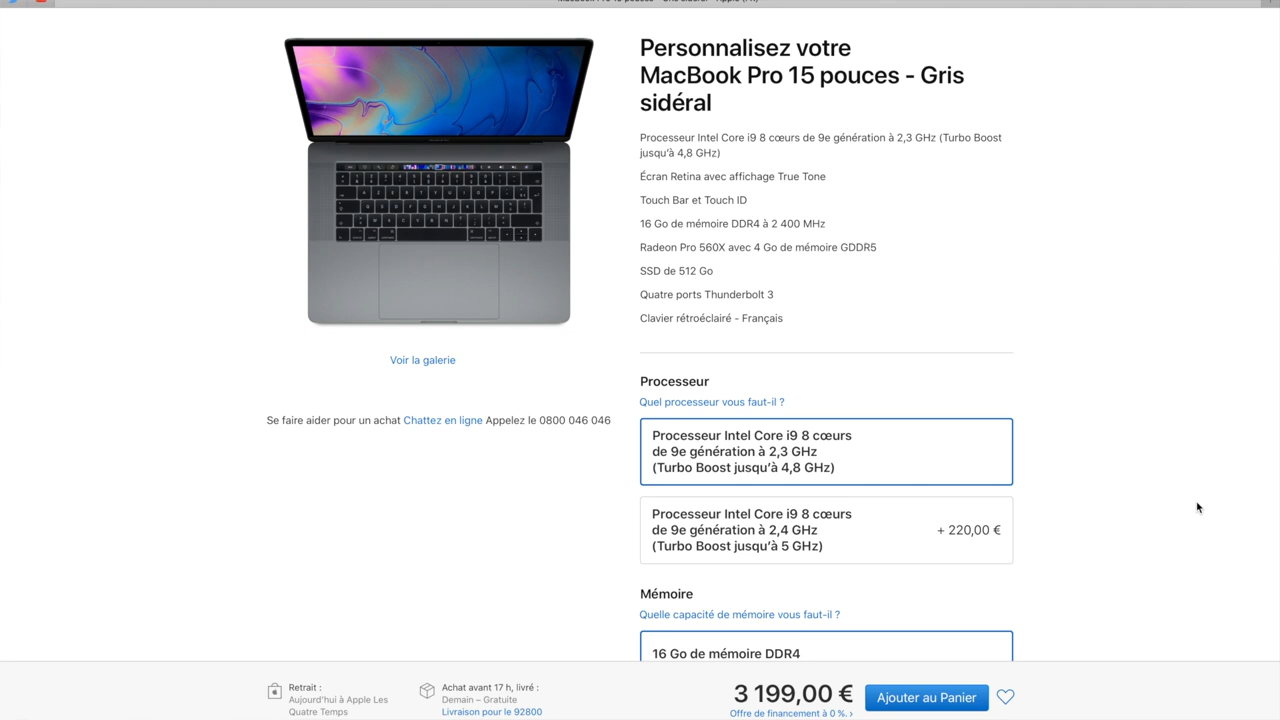 Personnalisez votre
MacBook Pro 15 pouces - Gris
sidéral
Processeur Intel Core i9 8 cœurs de 9e génération à 2,3 GHz (Turbo Boost
jusqu'à 4,8 GHz)
Écran Retina avec affichage True Tone
Touch Bar et Touch ID
16 Go de mémoire DDR4 à 2 400 MHz
Radeon Pro 560X avec 4 Go de mémoire GDDR5
SSD de 512 Go
Quatre ports Thunderbolt 3
Clavier rétroéclairé - Français
Voir la galerie
Se faire aider pour un achat Chattez en ligne Appelez le 0800 046 046
Processeur
Quel processeur vous faut-il ?
Processeur Intel Core i9 8 cœurs
de 9e génération à 2,3 GHz
(Turbo Boost jusqu'à 4,8 GHz)
Processeur Intel Core i9 8 cœurs
de 9e génération à 2,4 GHz
(Turbo Boost jusqu'à 5 GHz)
+ 220,00 €
Mémoire
Quelle capacité de mémoire vous faut-il ?
16 Go de mémoire DDR4
Retrait :
Aujourd'hui à Apple Les
Quatre Temps
Achat avant 17 h, livré :
Demain – Gratuite
Livraison pour le 92800
3 199,00 €
Offre de financement à 0 %. ›
Ajouter au Panier